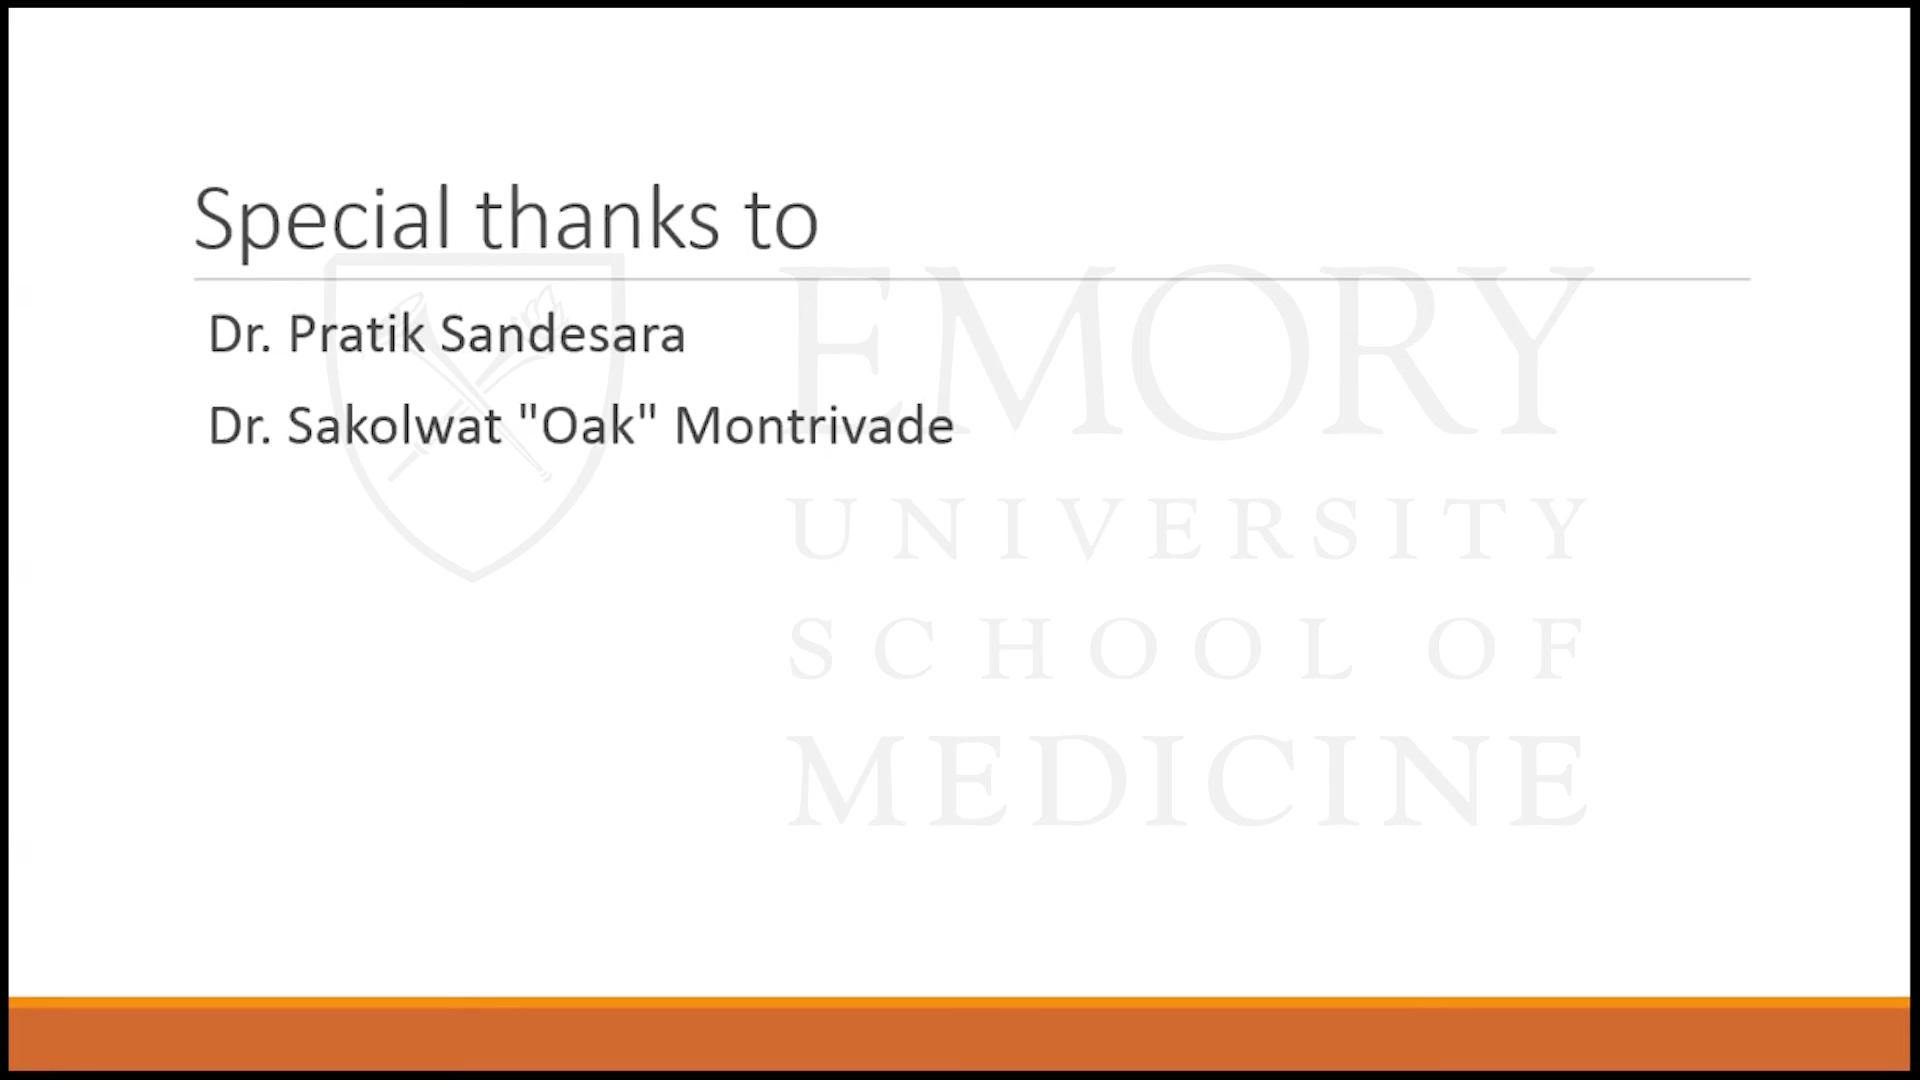 Special thanks to
Dr. Pratik Sandesara
Dr. Sakolwat "Oak" Montrivade
EMORY
UNIVERSITY
SCHOOL OF
MEDICINE